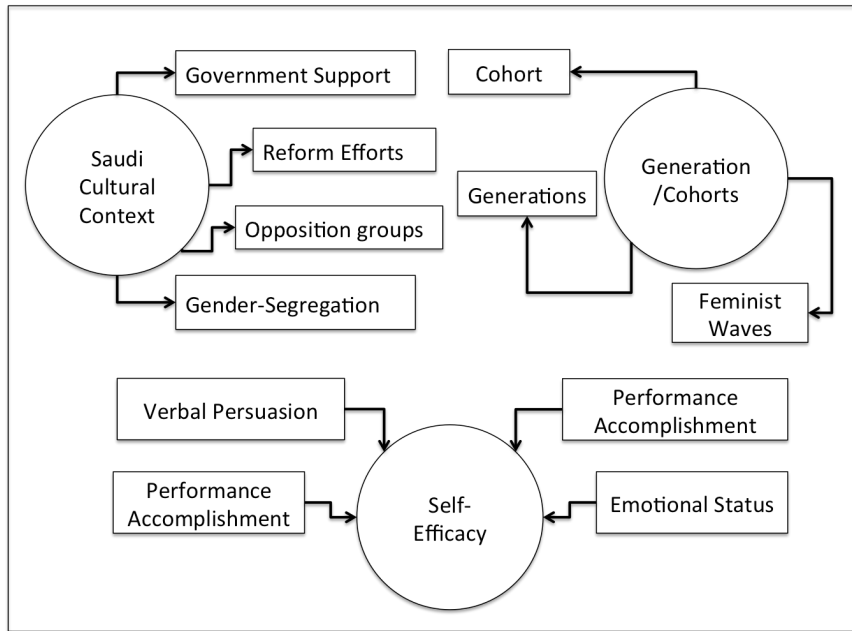 Government Support
Cohort
Saudi
Cultural
Context
Reform Efforts
Generation
/Cohorts
Generations
Opposition groups
Gender-Segregation
Feminist
Waves
Verbal Persuasion
Performance
Accomplishment
Performance
Accomplishment
Self-
Efficacy
Emotional Status